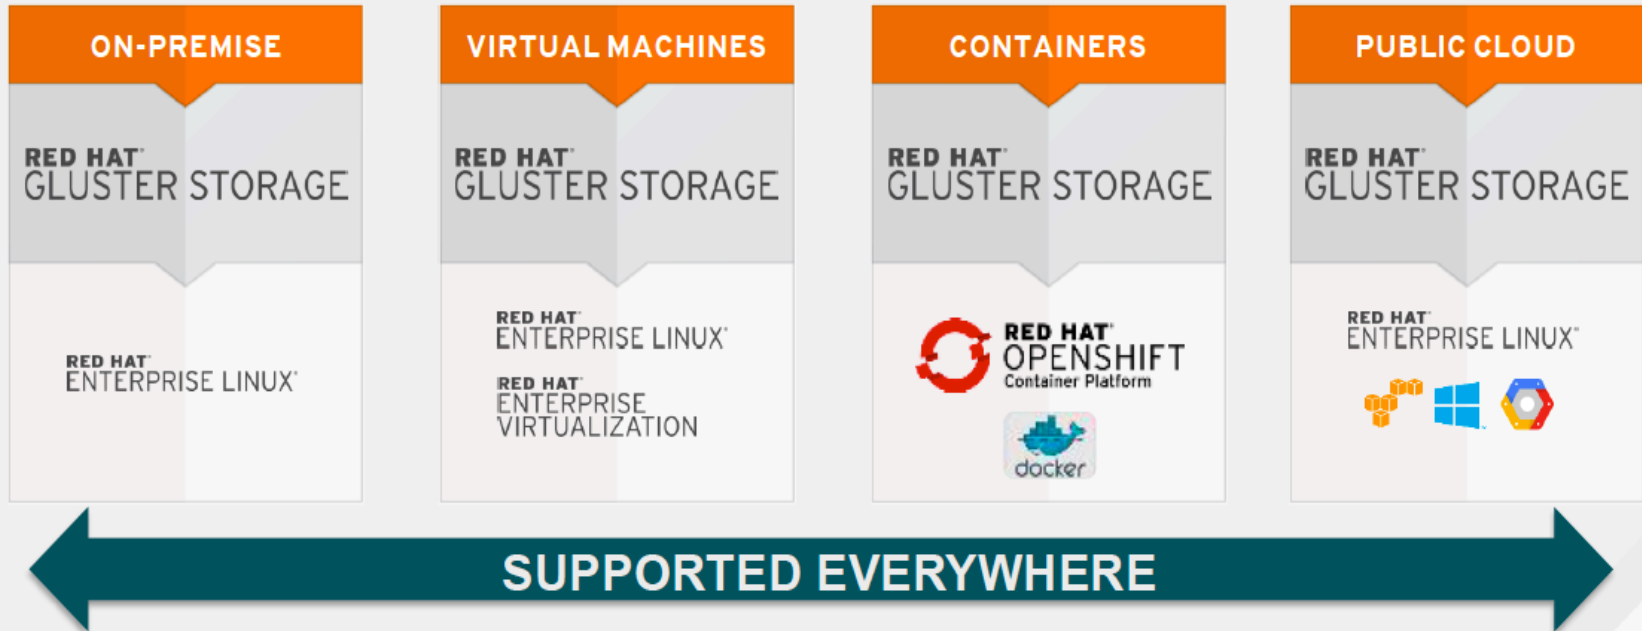 ON-PREMISE
RED HAT®
GLUSTER STORAGE
RED HAT®
ENTERPRISE LINUX®
VIRTUAL MACHINES
RED HAT®
GLUSTER STORAGE
RED HAT®
ENTERPRISE LINUX®
RED HAT®
ENTERPRISE
VIRTUALIZATION
CONTAINERS
RED HAT®
GLUSTER STORAGE
RED HAT®
OPENSHIFT
Container Platform
docker
PUBLIC CLOUD
RED HAT®
GLUSTER STORAGE
RED HAT®
ENTERPRISE LINUX®
SUPPORTED EVERYWHERE